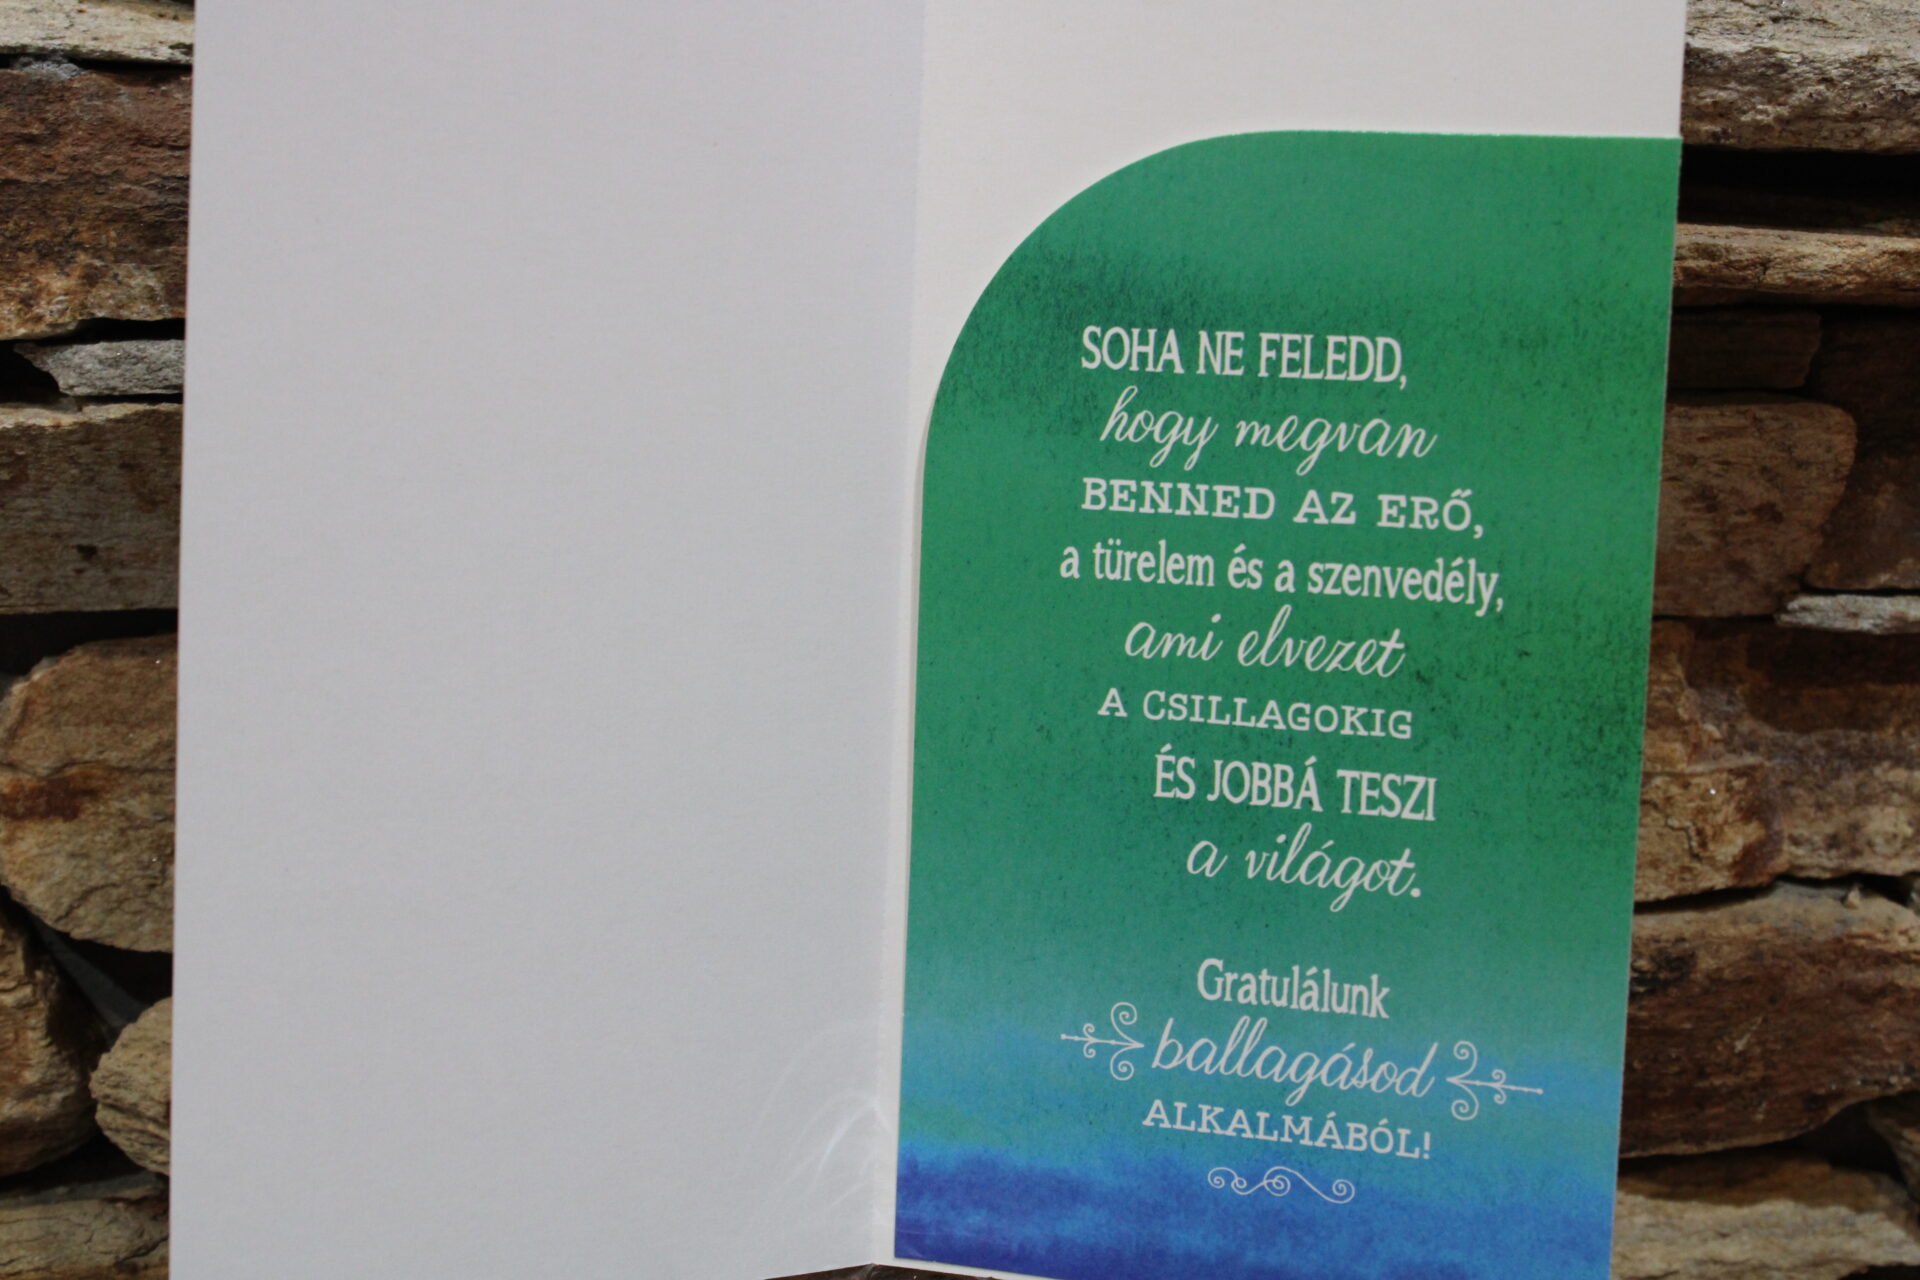 SOHA NE FELEDD,
hogy megvan
BENNED AZ ERŐ,
a türelem és a szenvedély,
ami elvezet
A CSILLAGOKIG
ÉS JOBBÁ TESZI
a világot.
Gratulálunk
ballagásod
ALKALMÁBÓL!